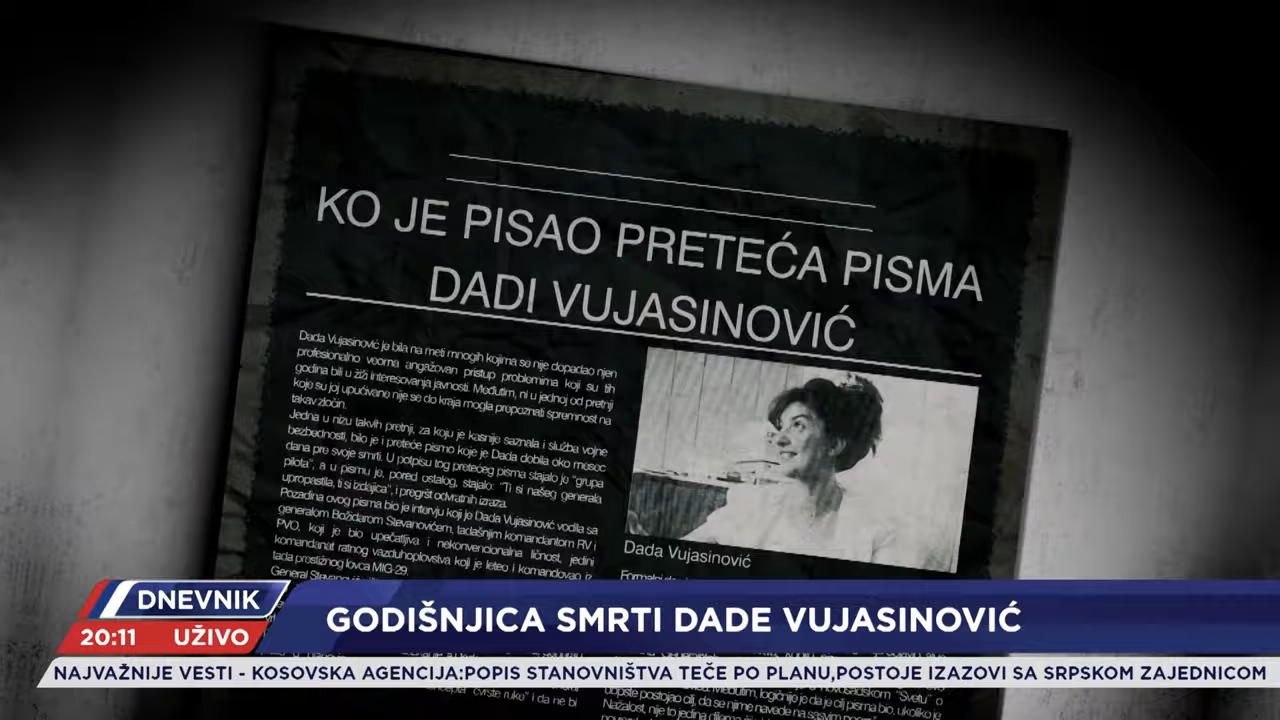 KO JE PISAO PRETEĆA PISMA
DADI VUJASINOVIĆ
Dada Vujasinović je bila na meti mnogih kojima se nije dopadao njen
profesionalno veoma angažovan pristup problemima koji su tih
godina bili u žiži interesovanja javnosti. Međutim, ni u jednoj od pretnji
koje su joj upućivane nije se do kraja mogla prepoznati spremnost na
takav zločin.
Jedna u nizu takvih pretnji, za koju je kasnije saznala i služba vojne
bezbednosti, bilo je i preteće pismo koje je Dada dobila oko mesec
dana pre svoje smrti. U potpisu tog pretećeg pisma stajalo je "grupa
pilota", a u pismu je, pored ostalog, stajalo: "Ti si našeg generala
upropastila, ti si izdajica", i pregršt odvratnih izraza.
Pozadina ovog pisma bio je intervju koji je Dada Vujasinović vodila sa
generalom Božidarom Stevanovićem, tadašnjim komandantom RV i
PVO, koji je bio upečatljiva i nekonvencionalna ličnost, jedini
komandant ratnog vazduhoplovstva koji je leteo i komandovao iz
tada prestižnog lovca MIG-29.
General
Dada Vujasinović
DNEVNIK
20:11 UŽIVO
GODIŠNJICA SMRTI DADE VUJASINOVIĆ
NAJVAŽNIJE VESTI - KOSOVSKA AGENCIJA:POPIS STANOVNIŠTVA TEČE PO PLANU,POSTOJE IZAZOVI SA SRPSKOM ZAJEDNICOM
"čvrste ruke" i da ne bi